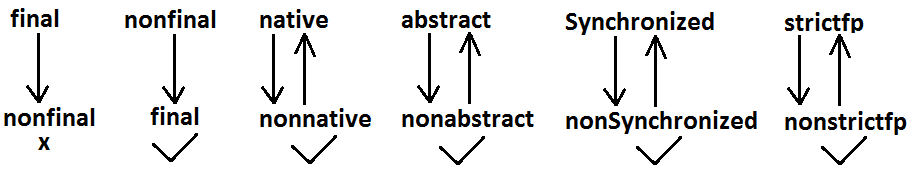 final nonfinal native abstract Synchronized strictfp
nonfinal final nonnative nonabstract nonSynchronized nonstrictfp
x